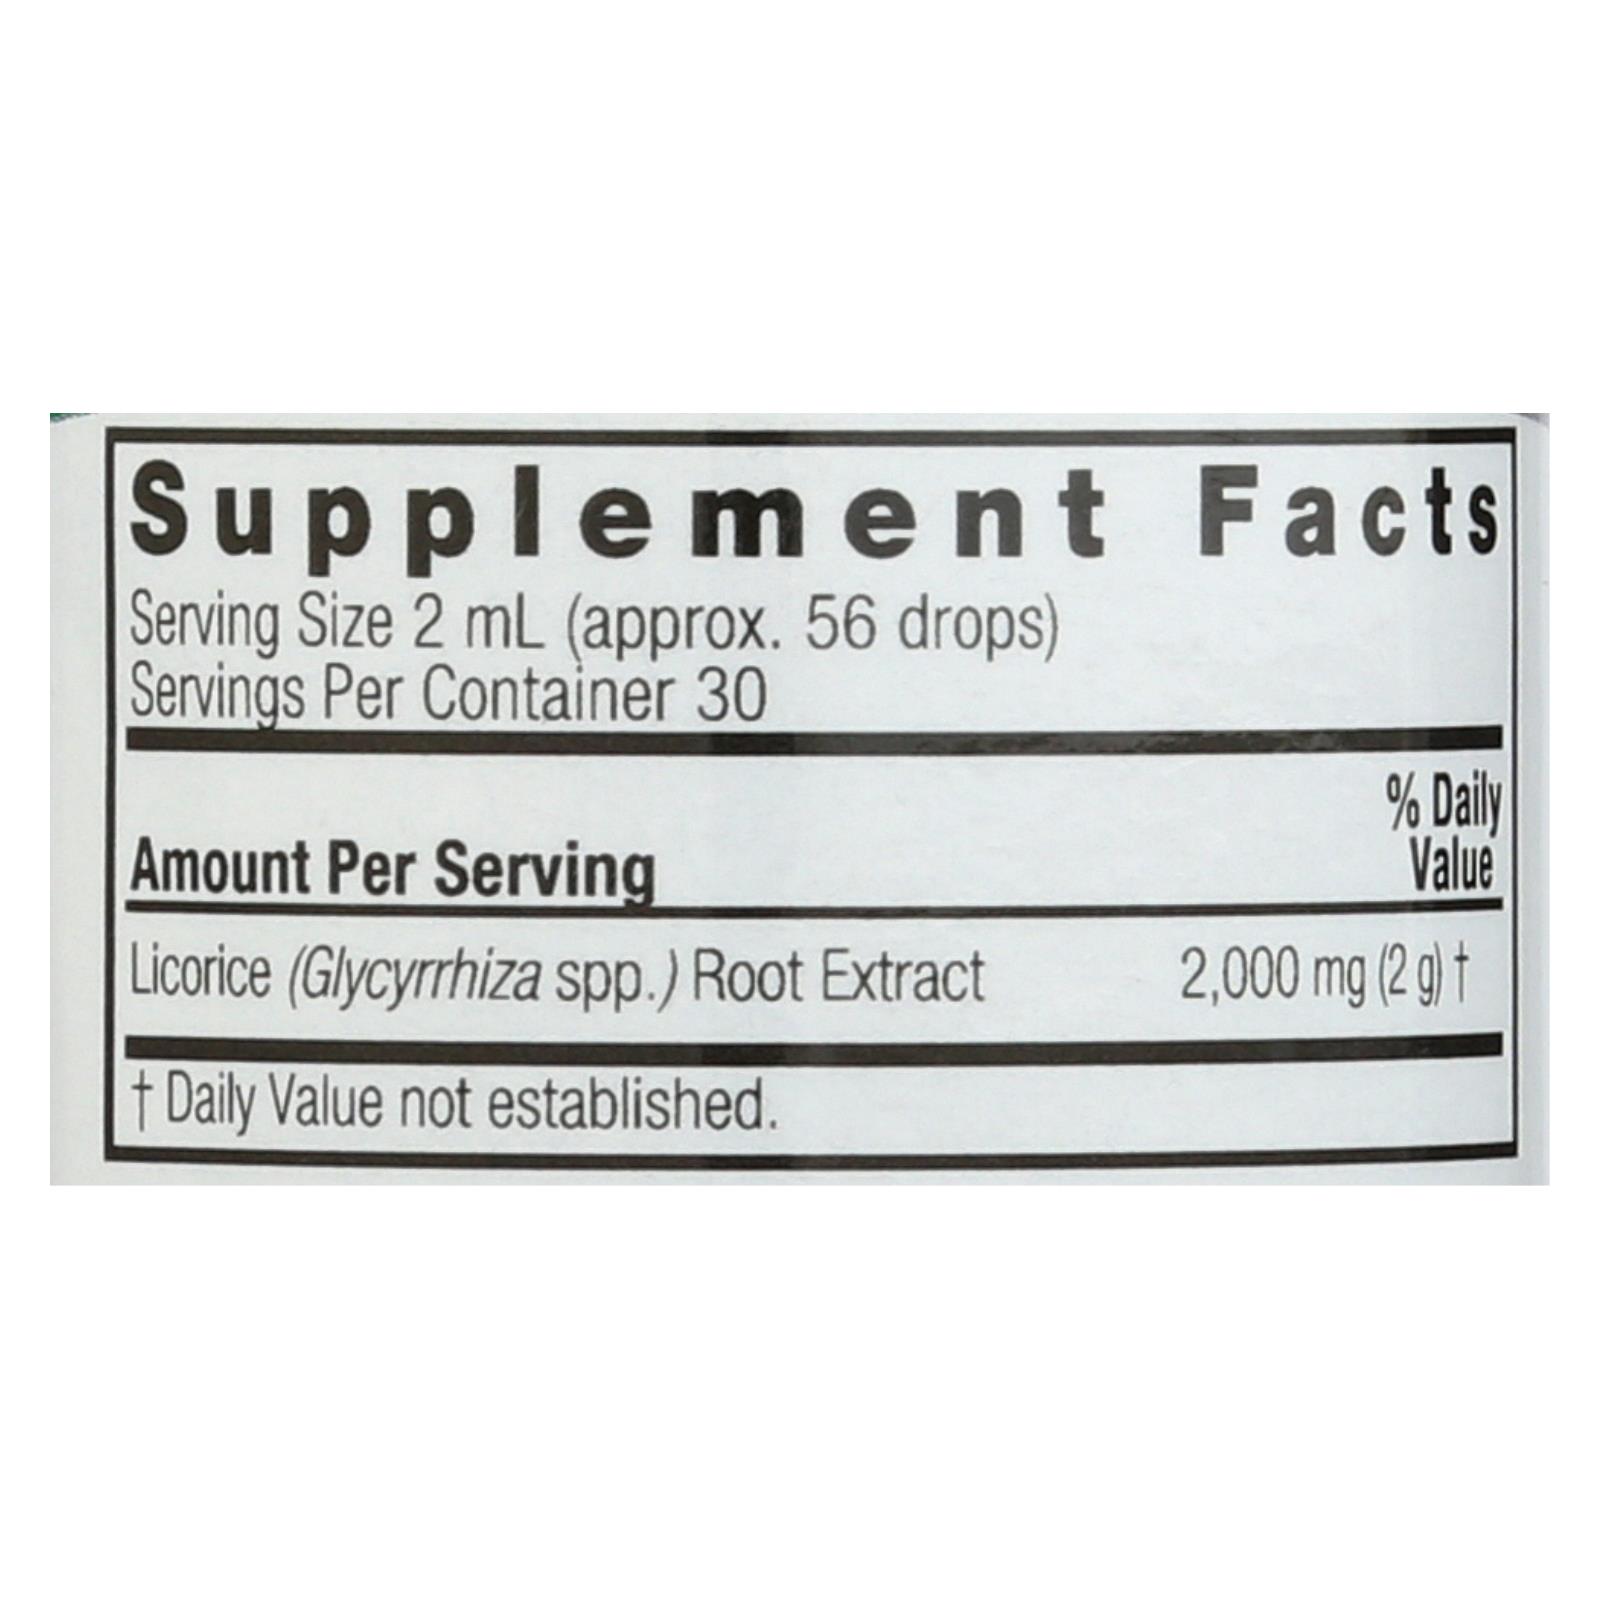 Supplement Facts
Serving Size 2 mL (approx. 56 drops)
Servings Per Container 30
% Daily
Value
Amount Per Serving
Licorice (Glycyrrhiza spp.) Root Extract 2,000 mg (2 g) †
† Daily Value not established.